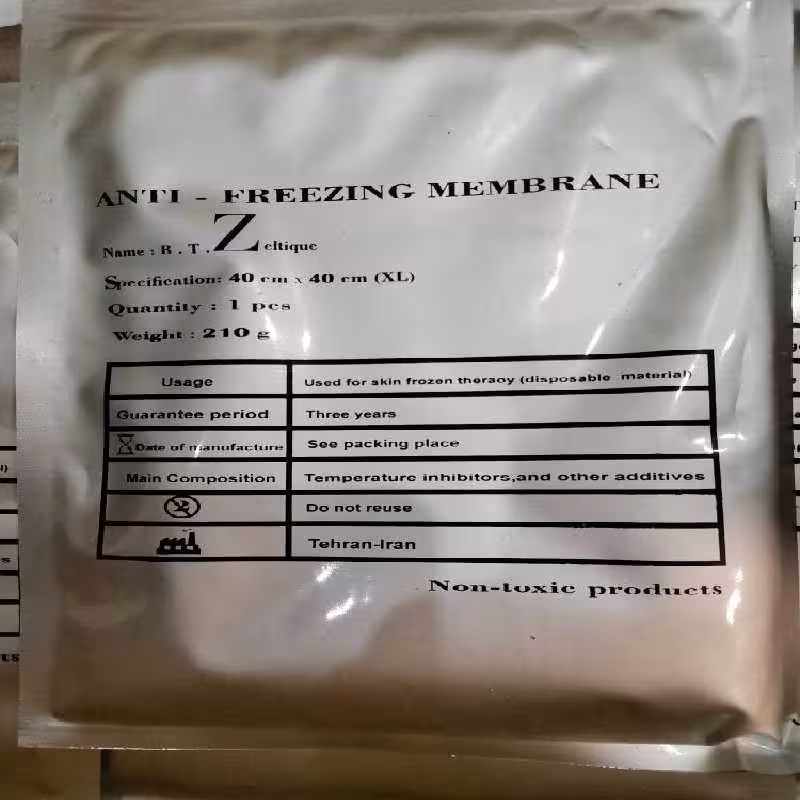 ANTI - FREEZING MEMBRANE
Name : B . T . Zeltique
Specification: 40 cm x 40 cm (XL)
Quantity : 1 pcs
Weight : 210 g
Usage Used for skin frozen theraoy (disposable material)
Guarantee period Three years
Date of manufacture See packing place
Main Composition Temperature inhibitors,and other additives
Do not reuse
Tehran-Iran
Non-toxic products